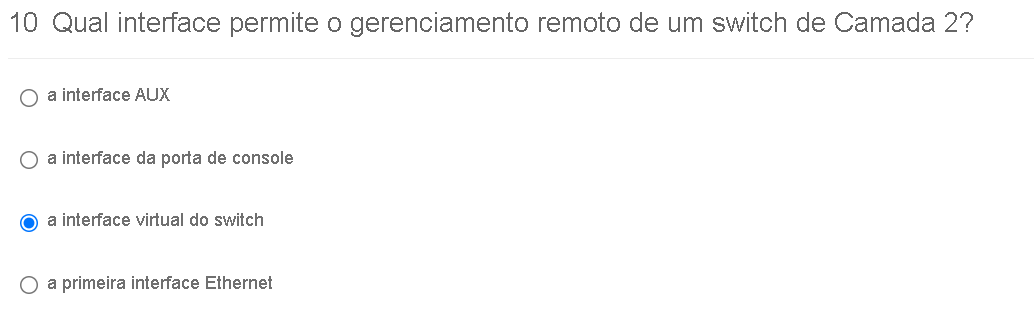 10 Qual interface permite o gerenciamento remoto de um switch de Camada 2?
a interface AUX
a interface da porta de console
a interface virtual do switch
a primeira interface Ethernet